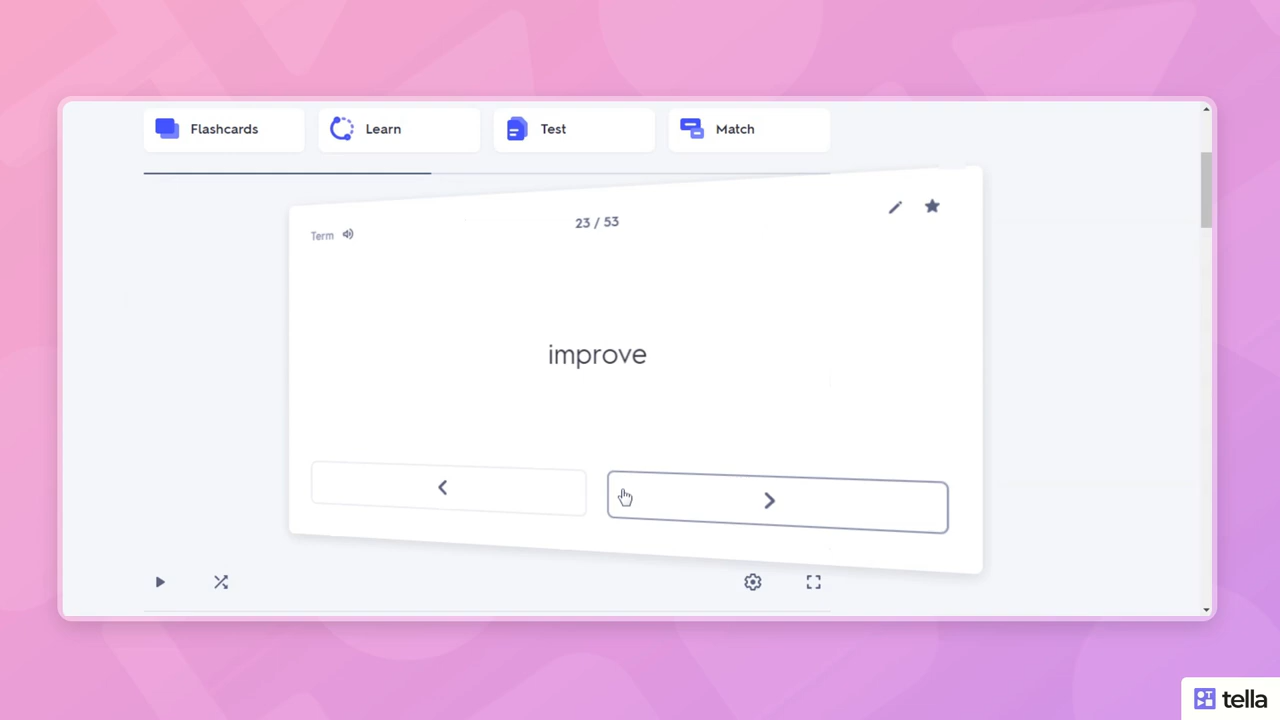 Flashcards
Learn
Test
Match
23 / 53
Term
improve
tella